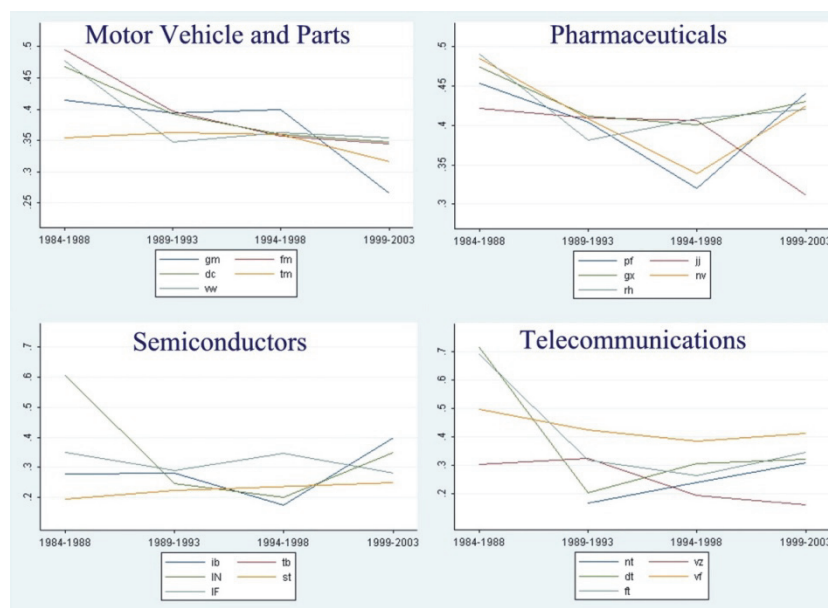 Motor Vehicle and Parts
.5
.45
.4
.35
.3
.25
1984-1988
1989-1993
1994-1998
1999-2003
gm
fm
dc
tm
vw
Pharmaceuticals
.5
.45
.4
.35
.3
1984-1988
1989-1993
1994-1998
1999-2003
pf
jj
gx
nv
rh
Semiconductors
.7
.6
.5
.4
.3
.2
1984-1988
1989-1993
1994-1998
1999-2003
ib
tb
IN
st
IF
Telecommunications
.7
.6
.5
.4
.3
.2
1984-1988
1989-1993
1994-1998
1999-2003
nt
vz
dt
vf
ft